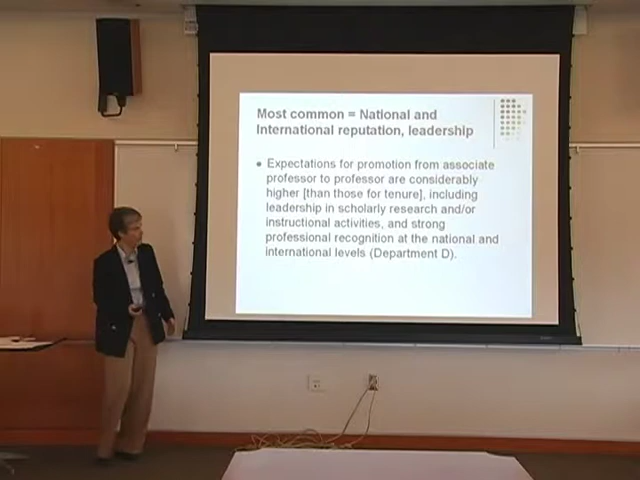 Most common = National and
International reputation, leadership
Expectations for promotion from associate
professor to professor are considerably
higher [than those for tenure], including
leadership in scholarly research and/or
instructional activities, and strong
professional recognition at the national and
international levels (Department D).